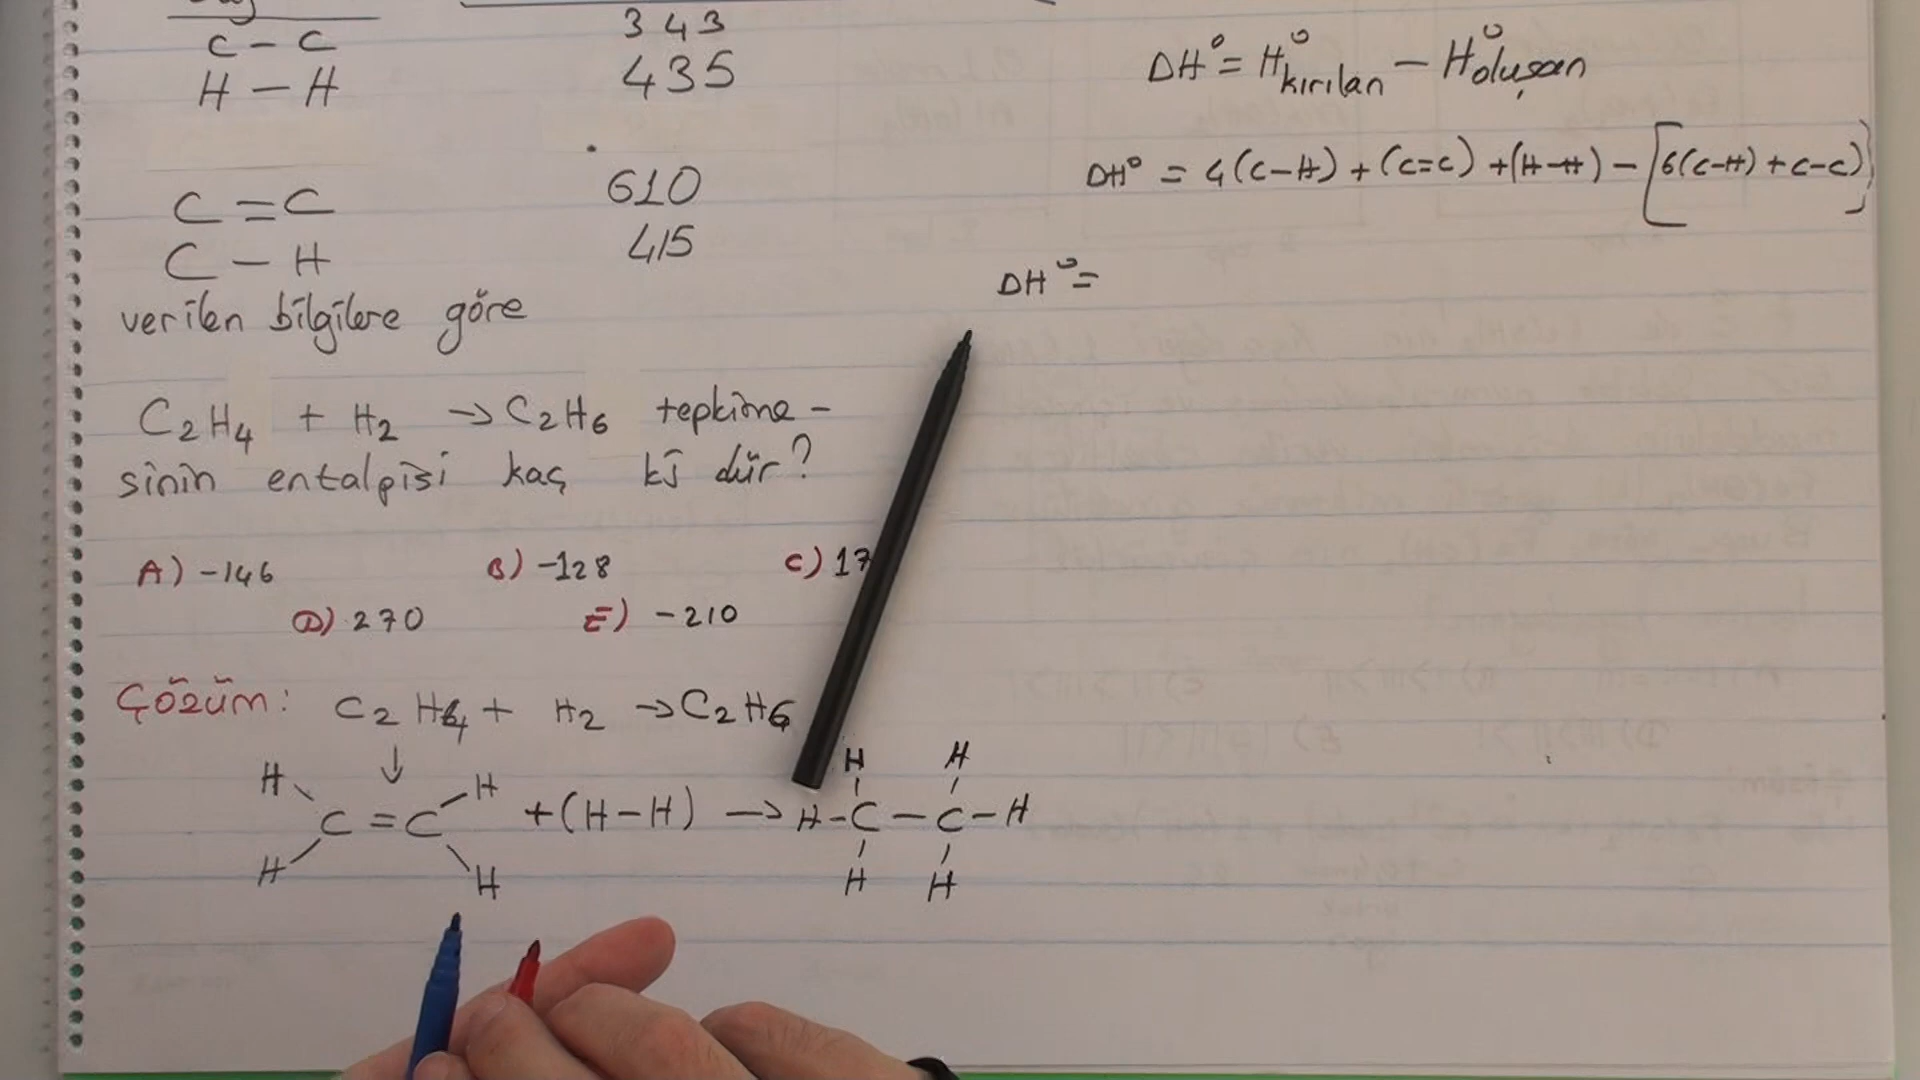 C - C 343
H - H 435
C = C 610
C - H 415
verilen bilgilere göre
C2H4 + H2 → C2H6 tepkime -
sinin entalpisi kaç kJ dür?
A) -146 B) -128 C) 17
D) 270 E) -210
Çözüm: C2H4 + H2 → C2H6
H H H H
C = C + (H-H) → H-C-C-H
H H H H
ΔH° = H°kırılan - H°oluşan
ΔH° = 4(C-H) + (C=C) + (H-H) - [6(C-H) + C-C]
ΔH° =